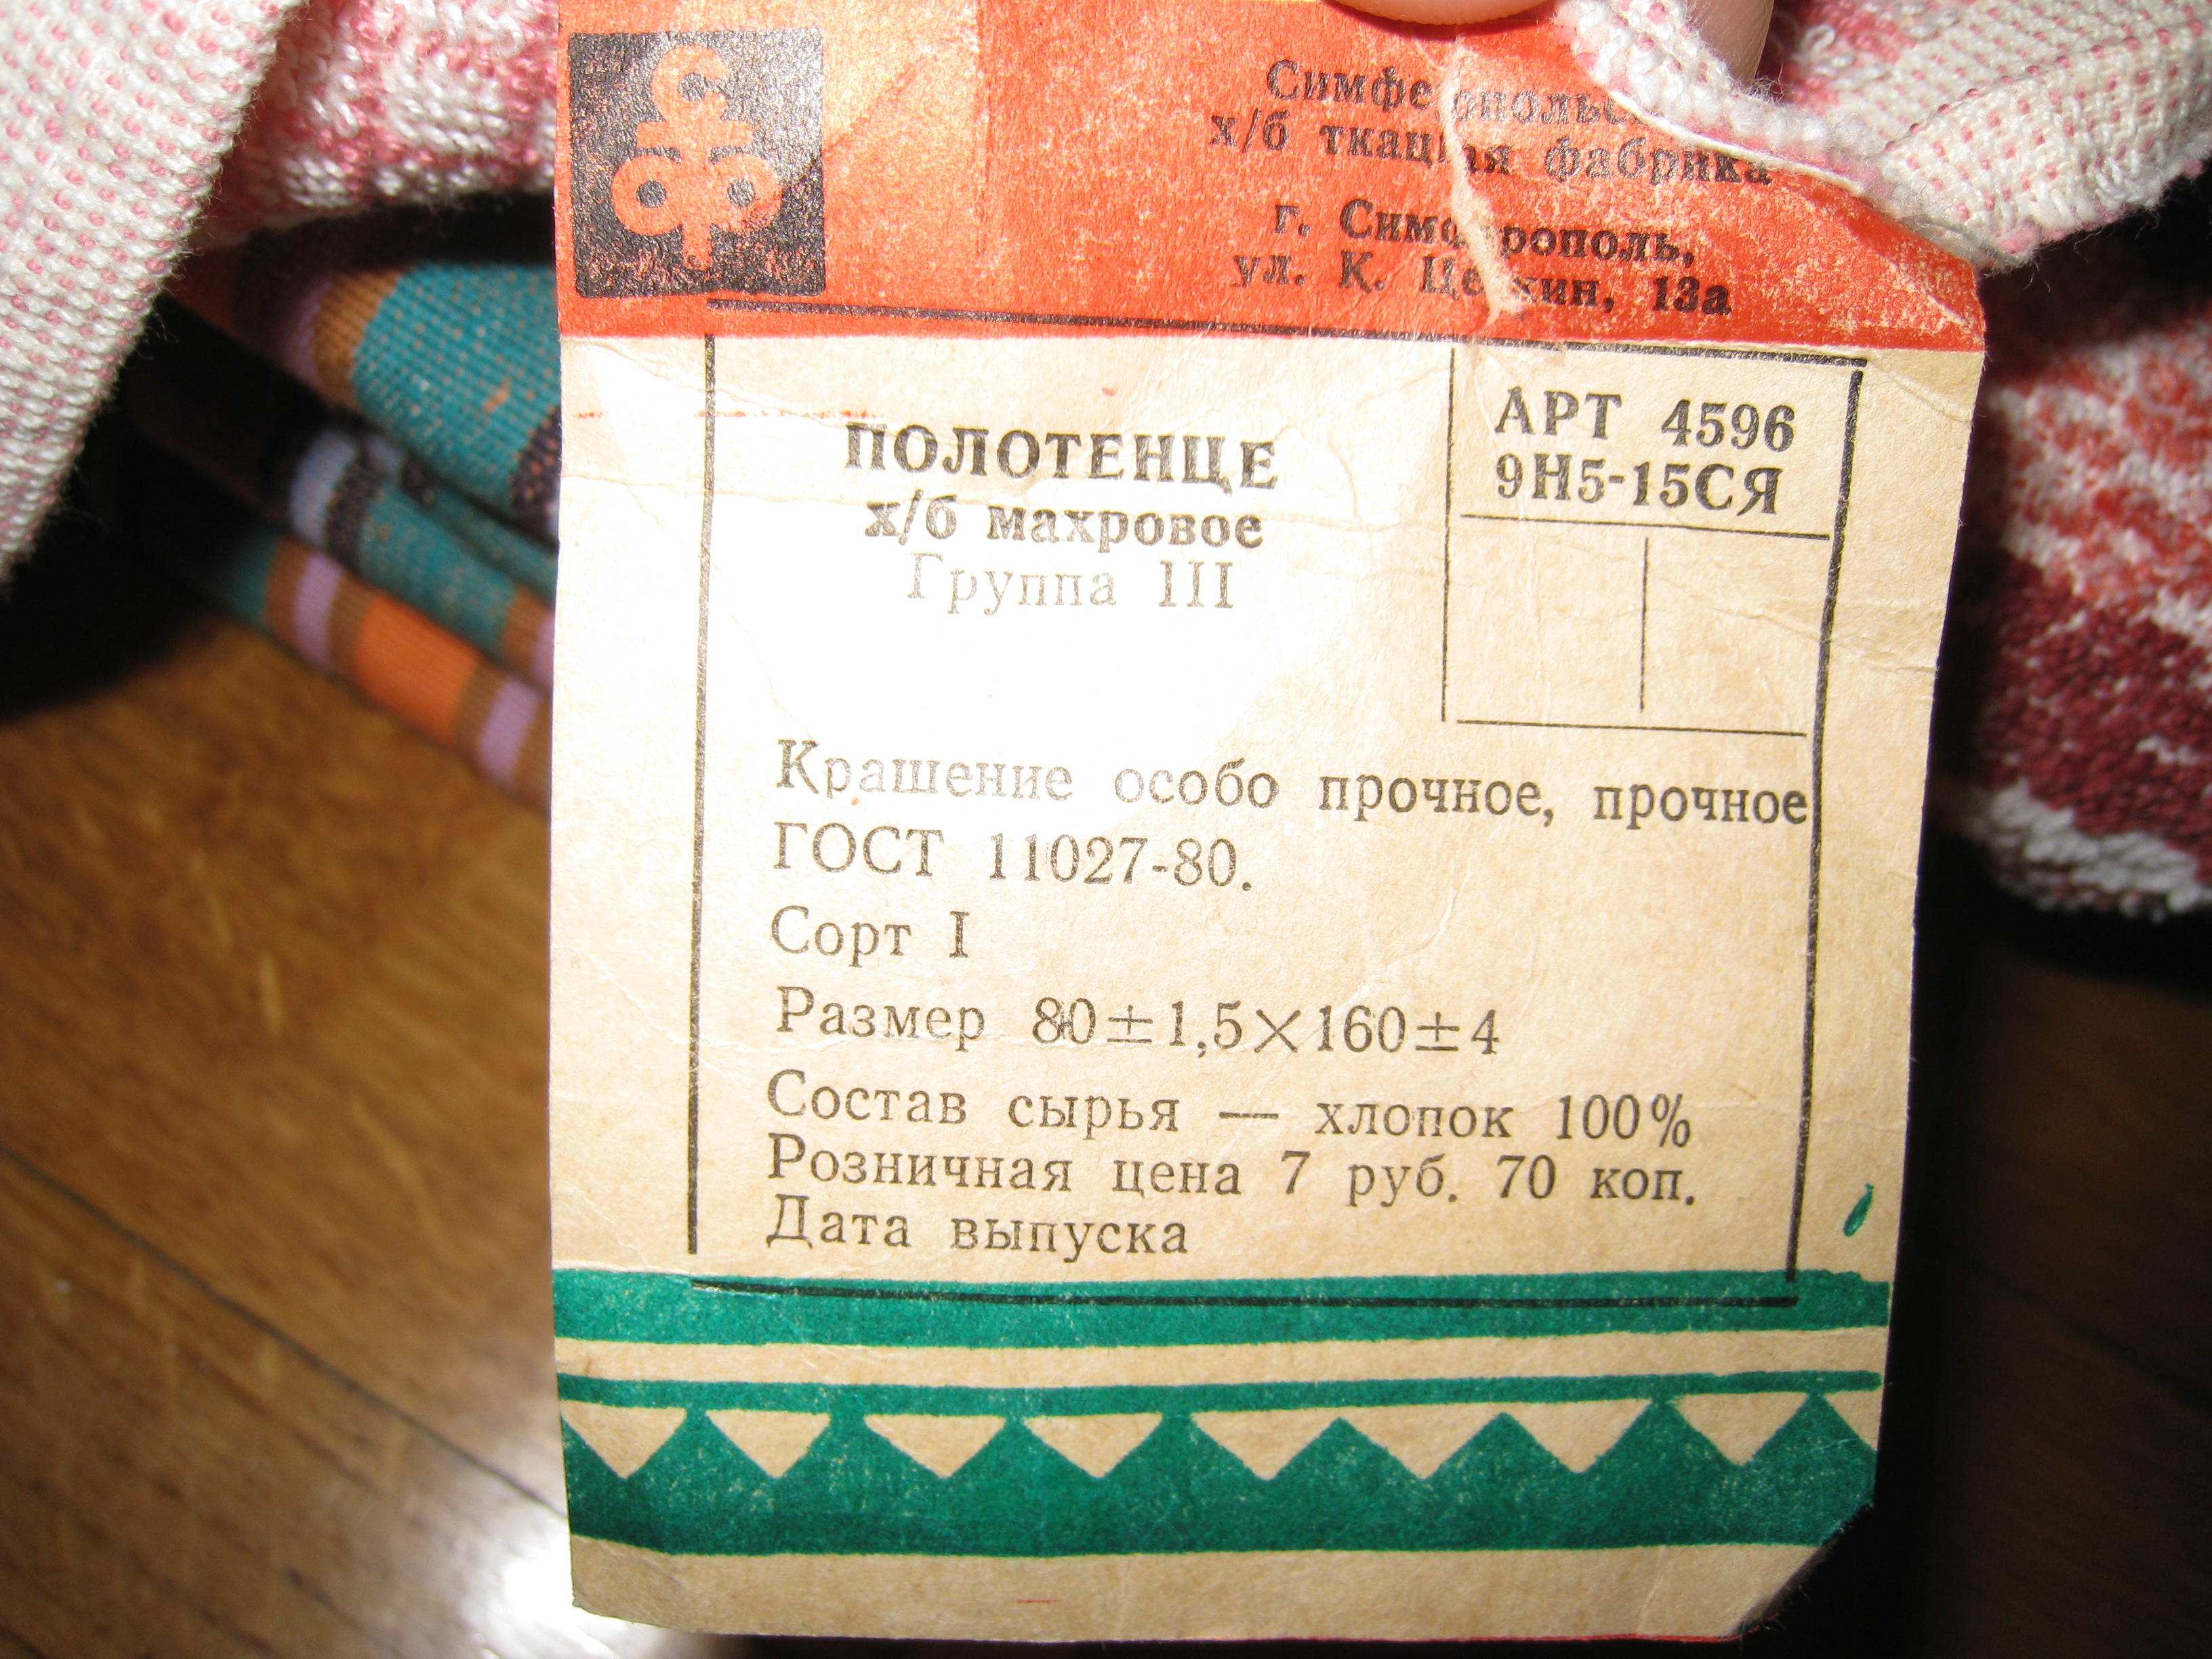 х/б ткацкая фабрика
г. Симферополь,
ул. К. Цеткин, 13а
АРТ 4596
9Н5-15СЯ
ПОЛОТЕНЦЕ
х/б махровое
Группа III
Крашение особо прочное, прочное
ГОСТ 11027-80.
Сорт I
Размер 80±1,5×160±4
Состав сырья — хлопок 100%
Розничная цена 7 руб. 70 коп.
Дата выпуска